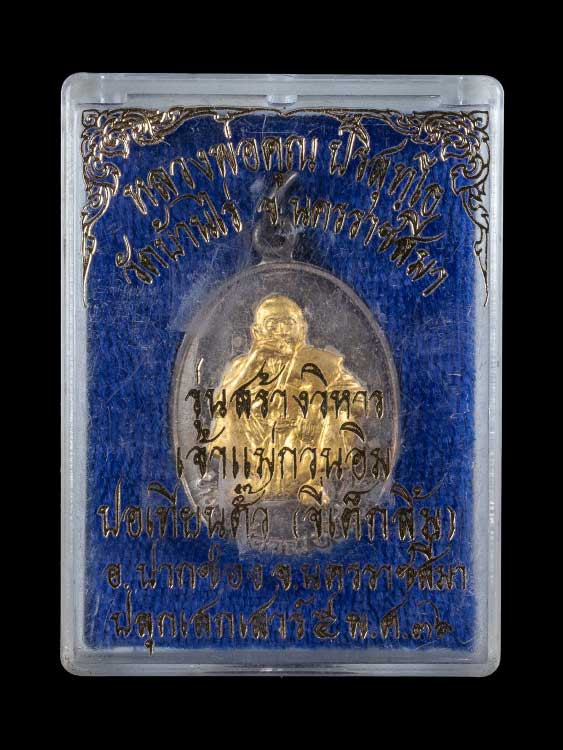 หลวงพ่อคูณ ปริสุทโธ
วัดบ้านไร่ จ.นครราชสีมา
รุ่นสร้างวิหาร
เจ้าแม่กวนอิม
ปอเทียนตั๊ว (จีเต็กลิ้ม)
อ.ปากช่อง จ.นครราชสีมา
ปลุกเสกเสาร์ ๕ พ.ศ.๓๖